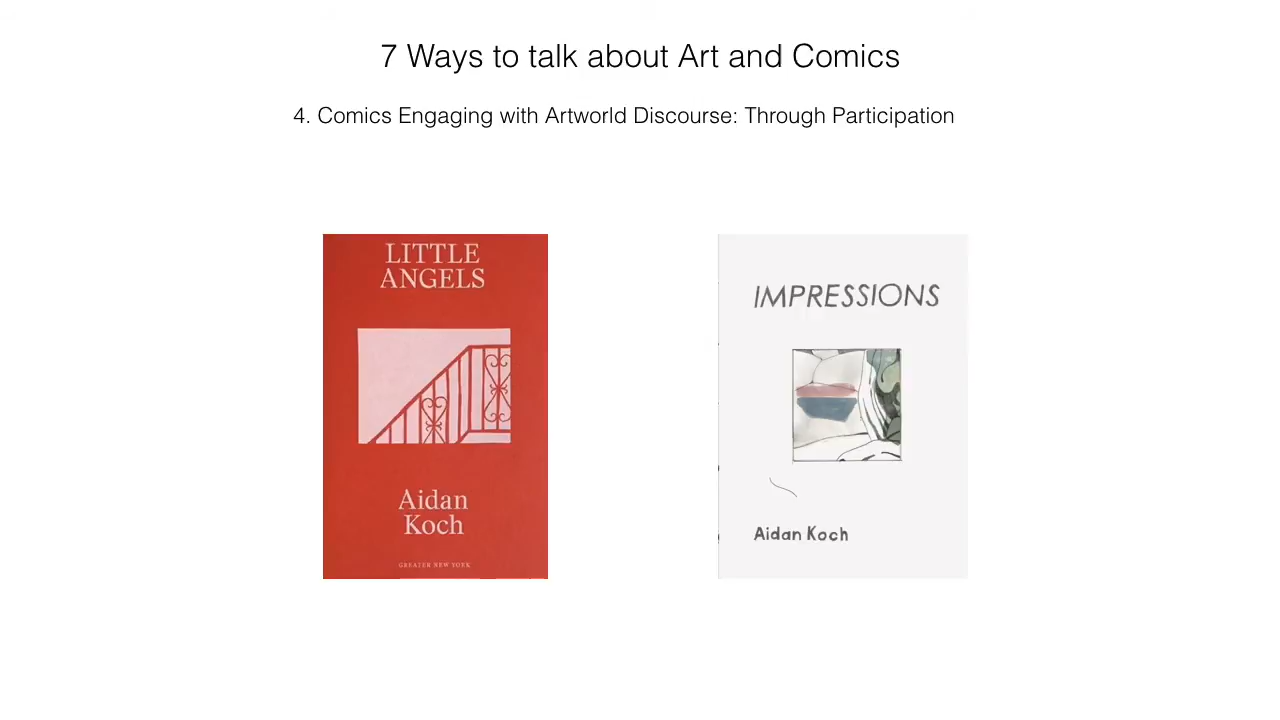 7 Ways to talk about Art and Comics
4. Comics Engaging with Artworld Discourse: Through Participation
LITTLE
ANGELS
Aidan
Koch
GREATER NEW YORK
IMPRESSIONS
Aidan Koch